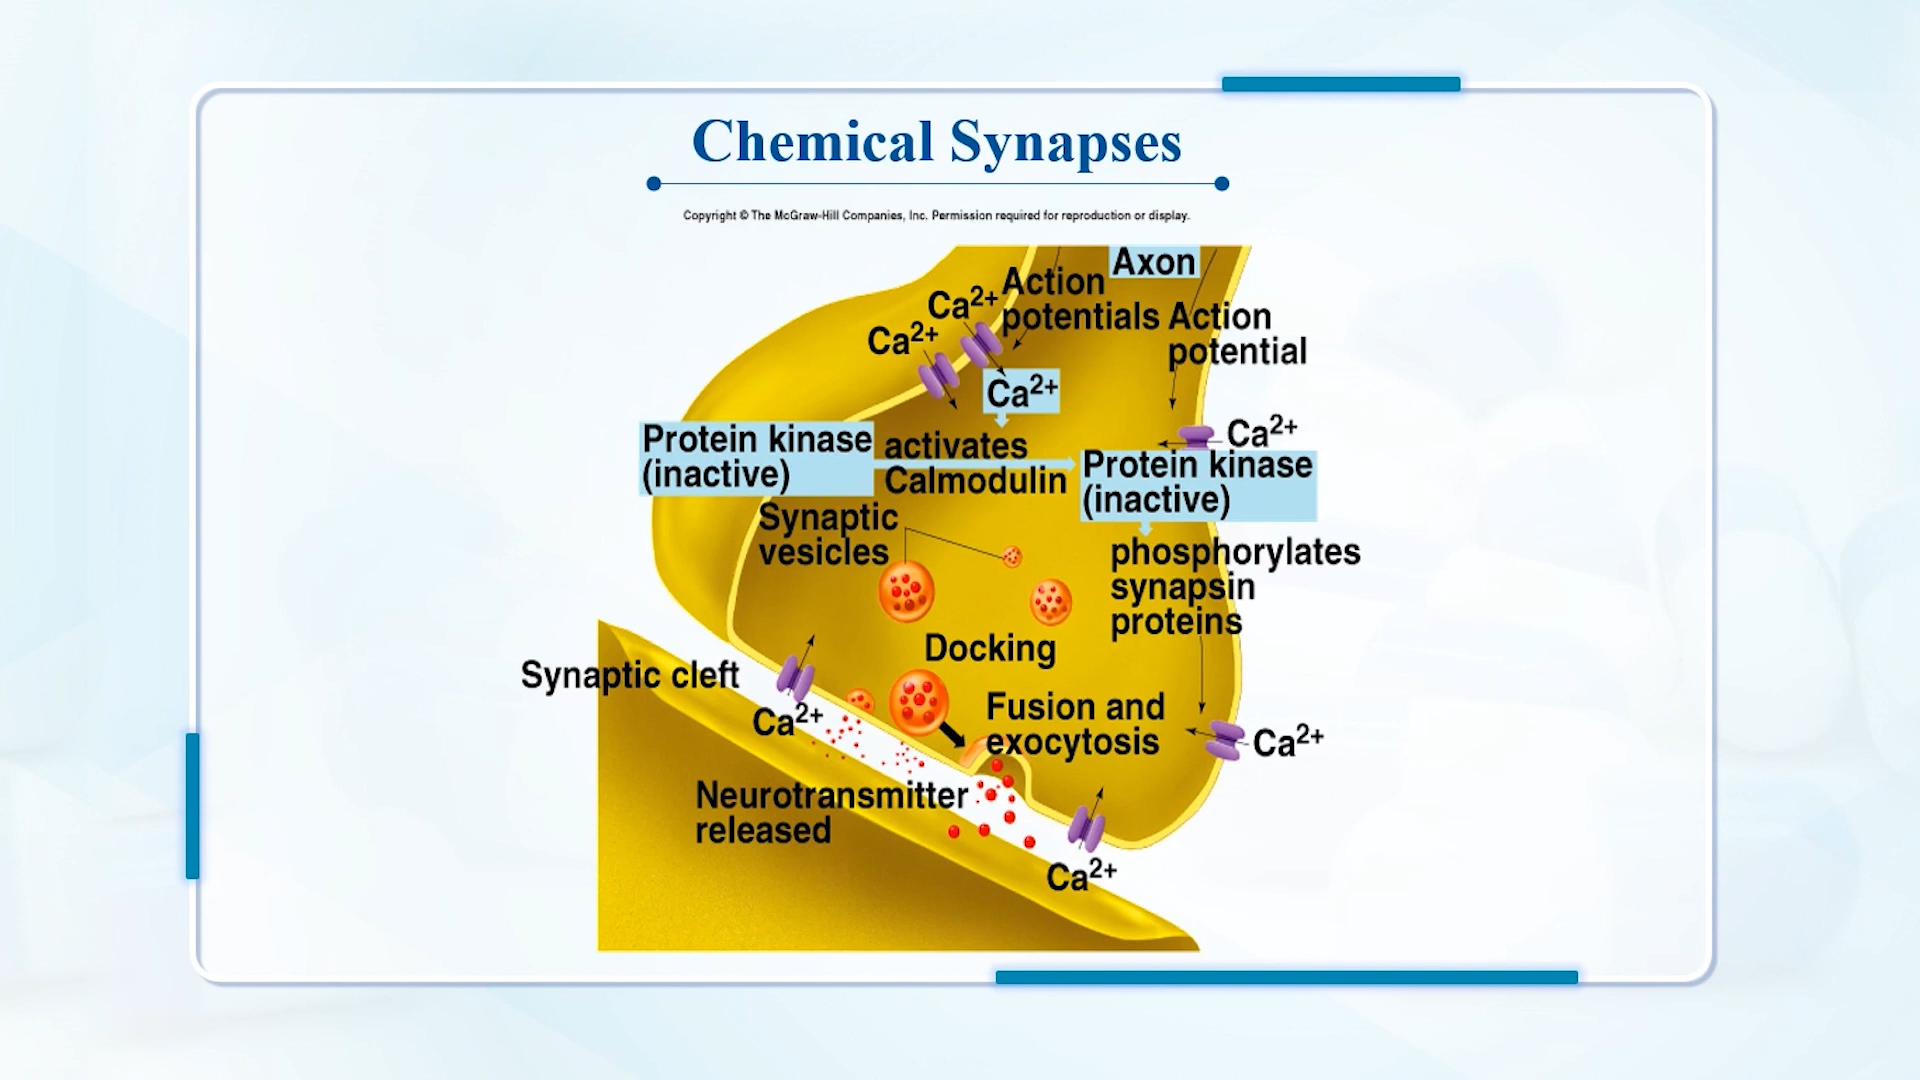 Chemical Synapses
Copyright © The McGraw-Hill Companies, Inc. Permission required for reproduction or display.
Axon
Action
potentials
Ca2+
Ca2+
Action
potential
Ca2+
Ca2+
Protein kinase
(inactive)
activates
Calmodulin
Protein kinase
(inactive)
Synaptic
vesicles
phosphorylates
synapsin
proteins
Docking
Synaptic cleft
Ca2+
Fusion and
exocytosis
Ca2+
Neurotransmitter
released
Ca2+